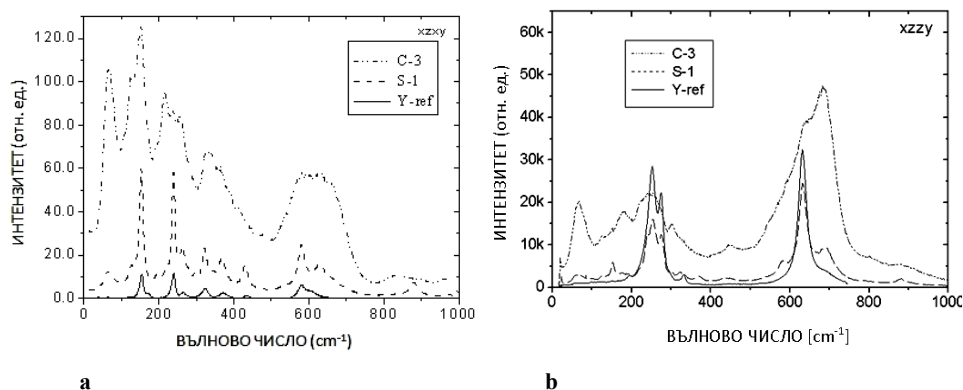 xzxy
C-3
S-1
Y-ref
120.0
100.0
80.0
60.0
40.0
20.0
0.0
0 200 400 600 800 1000
ИНТЕНЗИТЕТ (отн. ед.)
ВЪЛНОВО ЧИСЛО (cm⁻¹)
a
xzzy
C-3
S-1
Y-ref
60k
50k
40k
30k
20k
10k
0
0 200 400 600 800 1000
ИНТЕНЗИТЕТ (отн. ед.)
ВЪЛНОВО ЧИСЛО [cm⁻¹]
b